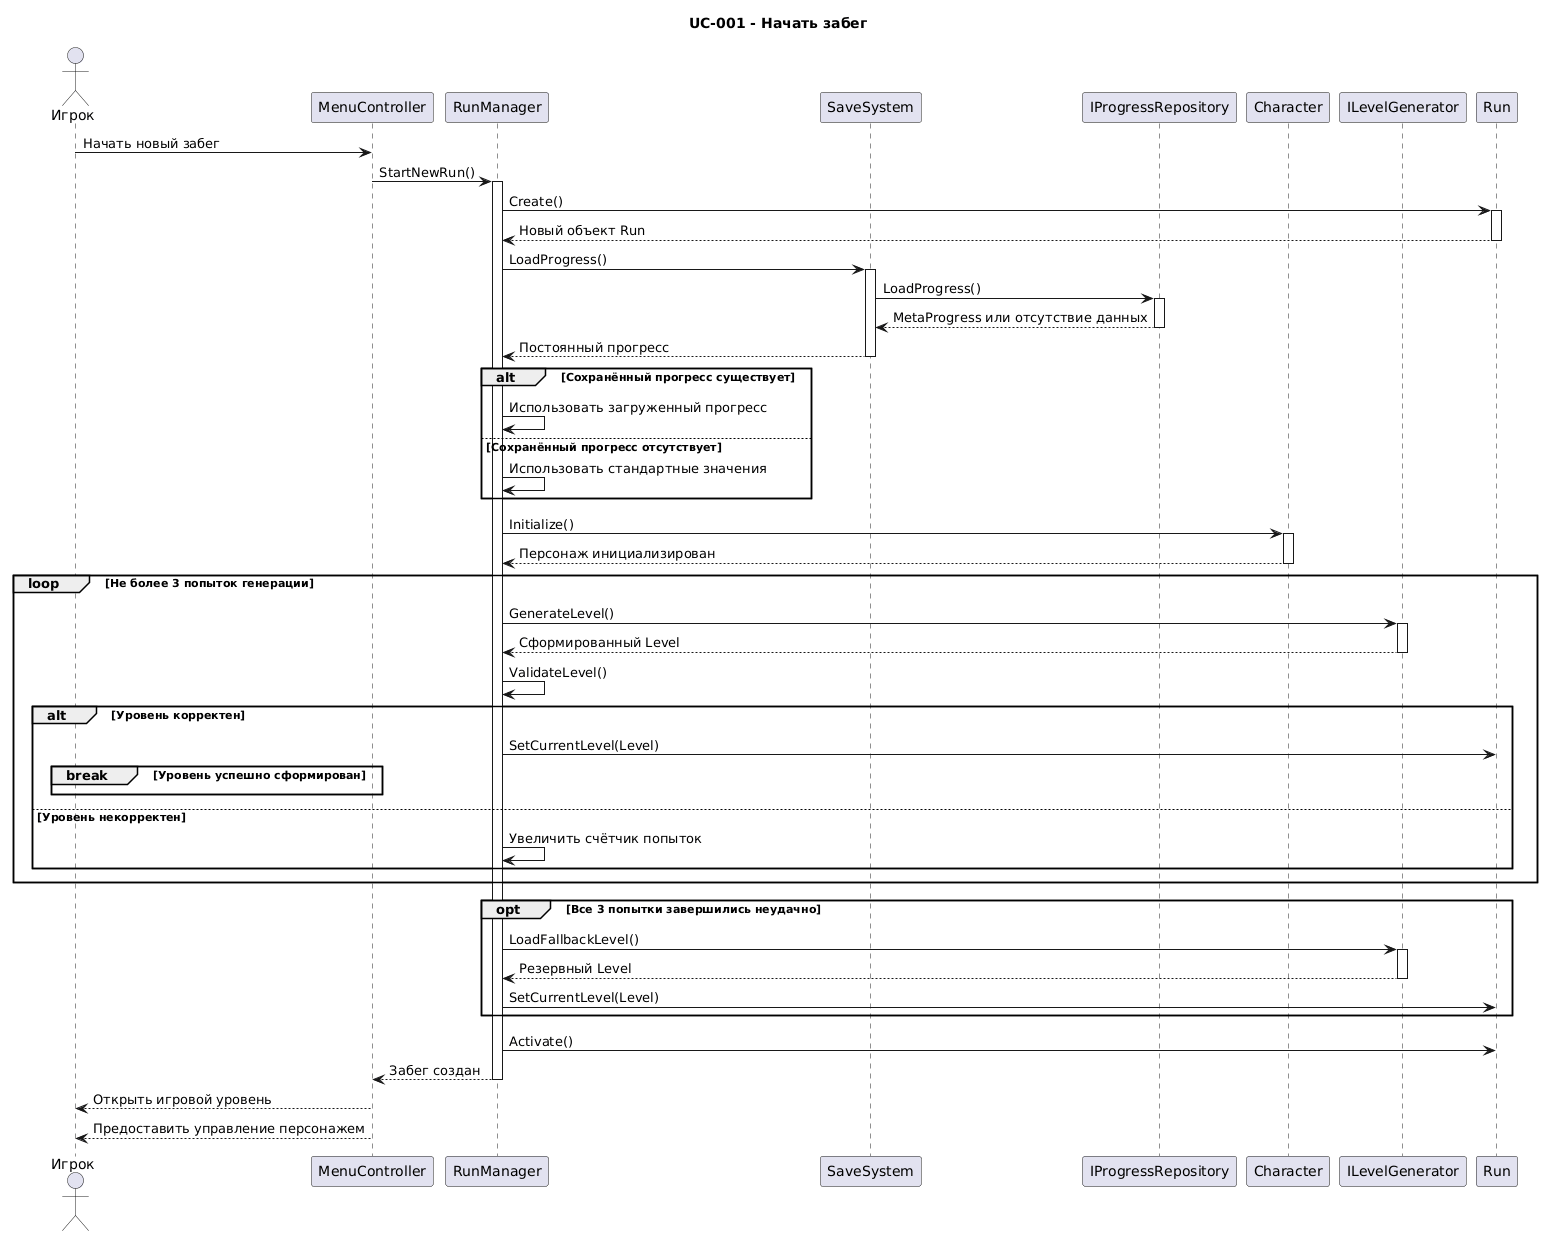 UC-001 - Начать забег
Игрок
MenuController
RunManager
SaveSystem
IProgressRepository
Character
ILevelGenerator
Run
Начать новый забег
StartNewRun()
Create()
Новый объект Run
LoadProgress()
LoadProgress()
MetaProgress или отсутствие данных
Постоянный прогресс
alt [Сохранённый прогресс существует]
Использовать загруженный прогресс
[Сохранённый прогресс отсутствует]
Использовать стандартные значения
Initialize()
Персонаж инициализирован
loop [Не более 3 попыток генерации]
GenerateLevel()
Сформированный Level
ValidateLevel()
alt [Уровень корректен]
SetCurrentLevel(Level)
break [Уровень успешно сформирован]
[Уровень некорректен]
Увеличить счётчик попыток
opt [Все 3 попытки завершились неудачно]
LoadFallbackLevel()
Резервный Level
SetCurrentLevel(Level)
Activate()
Забег создан
Открыть игровой уровень
Предоставить управление персонажем
Игрок
MenuController
RunManager
SaveSystem
IProgressRepository
Character
ILevelGenerator
Run